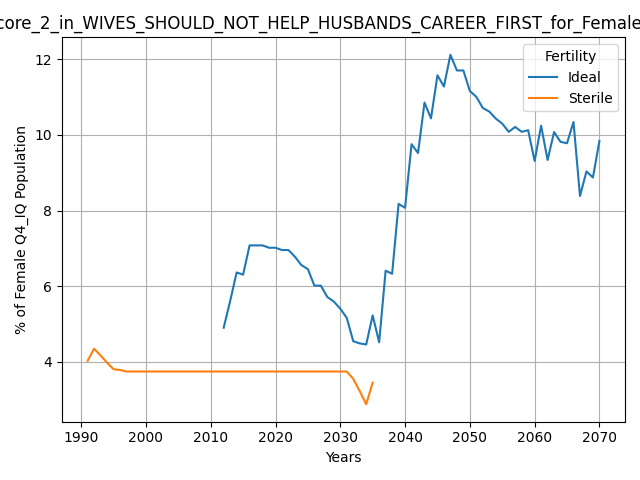 core_2_in_WIVES_SHOULD_NOT_HELP_HUSBANDS_CAREER_FIRST_for_Female
Fertility
Ideal
Sterile
% of Female Q4_IQ Population
12
10
8
6
4
1990 2000 2010 2020 2030 2040 2050 2060 2070
Years